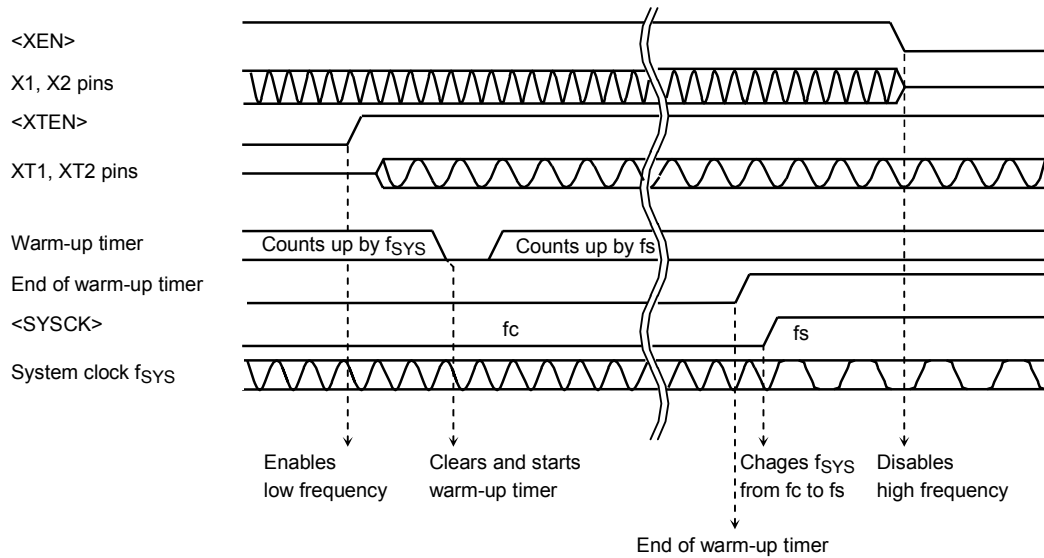 <XEN>
X1, X2 pins
<XTEN>
XT1, XT2 pins
Warm-up timer
Counts up by fSYS
Counts up by fs
End of warm-up timer
<SYSCK>
fc
fs
System clock fSYS
Enables
low frequency
Clears and starts
warm-up timer
Chages fSYS
from fc to fs
Disables
high frequency
End of warm-up timer